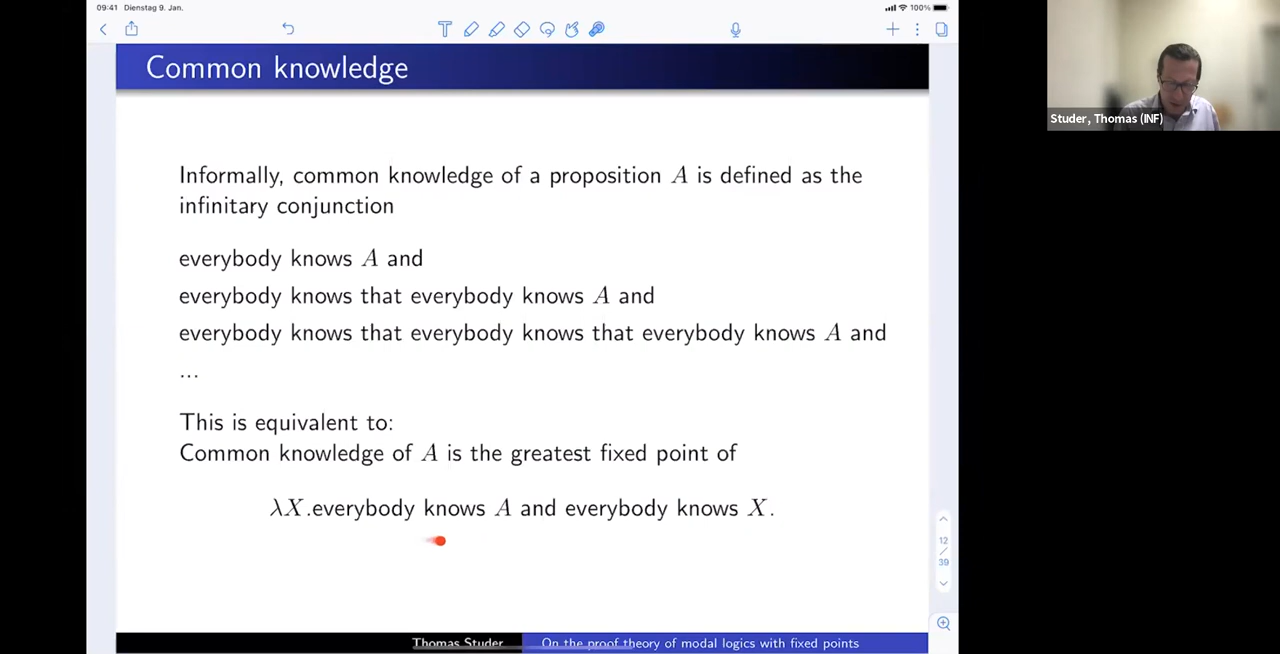 09:41 Dienstag 9. Jan.
100%
Common knowledge
Informally, common knowledge of a proposition A is defined as the
infinitary conjunction
everybody knows A and
everybody knows that everybody knows A and
everybody knows that everybody knows that everybody knows A and
...
This is equivalent to:
Common knowledge of A is the greatest fixed point of
λX.everybody knows A and everybody knows X.
12
/
39
Thomas Studer
On the proof theory of modal logics with fixed points
Studer, Thomas (INF)